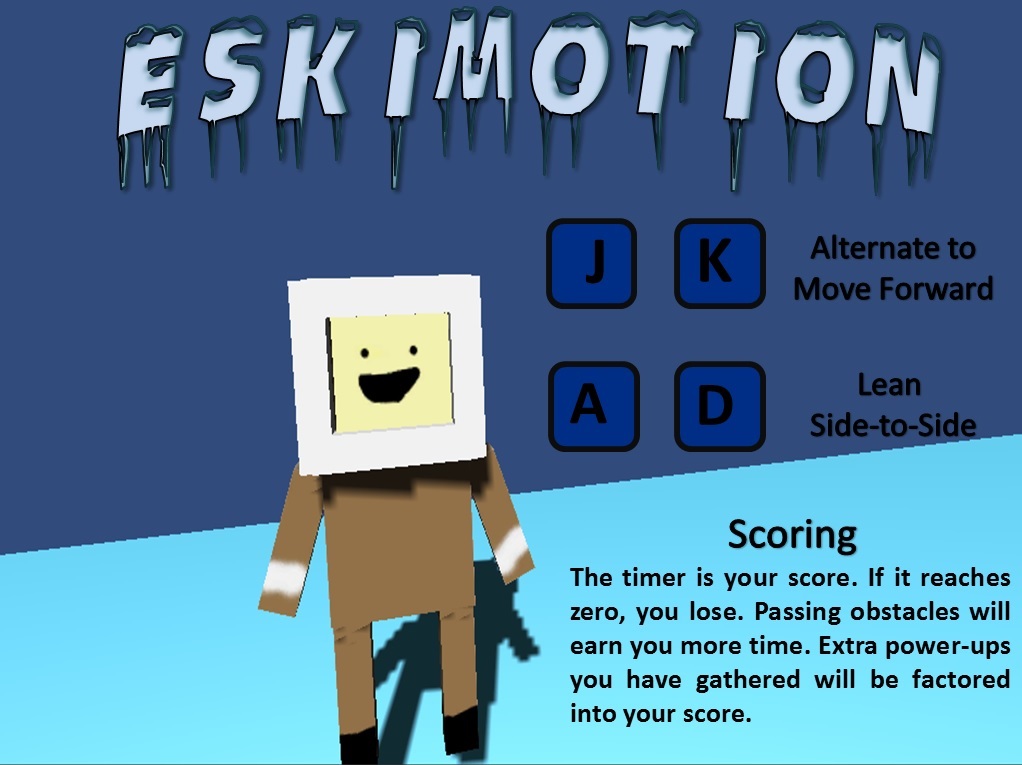 ESKIMOTION
J K Alternate to
Move Forward
A D Lean
Side-to-Side
Scoring
The timer is your score. If it reaches
zero, you lose. Passing obstacles will
earn you more time. Extra power-ups
you have gathered will be factored
into your score.